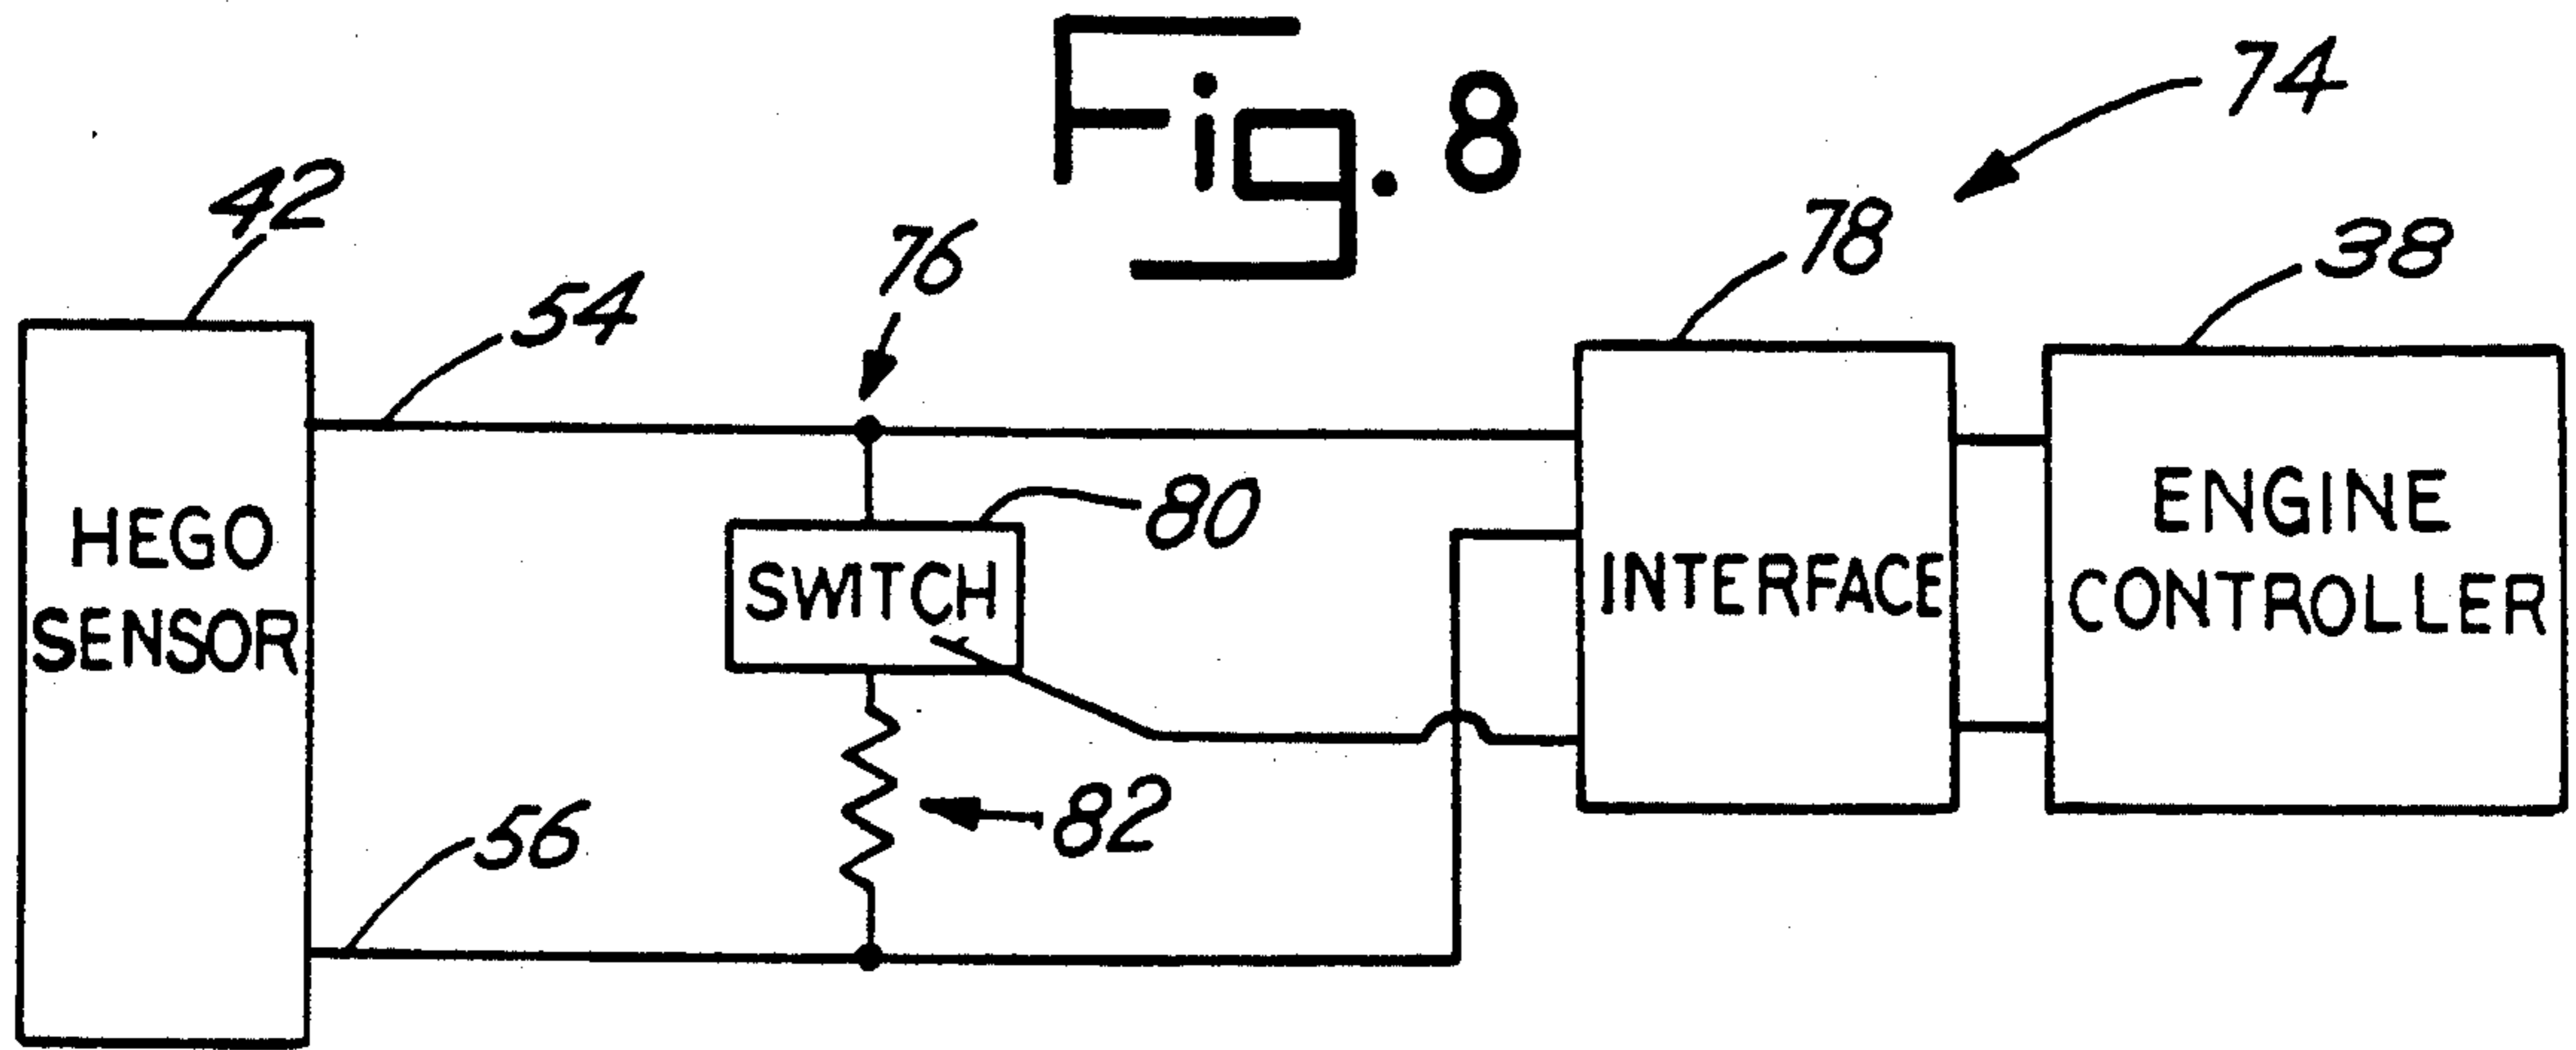 Fig. 8
74
42
54
76
78
38
HEGO
SENSOR
80
SWITCH
INTERFACE
ENGINE
CONTROLLER
82
56